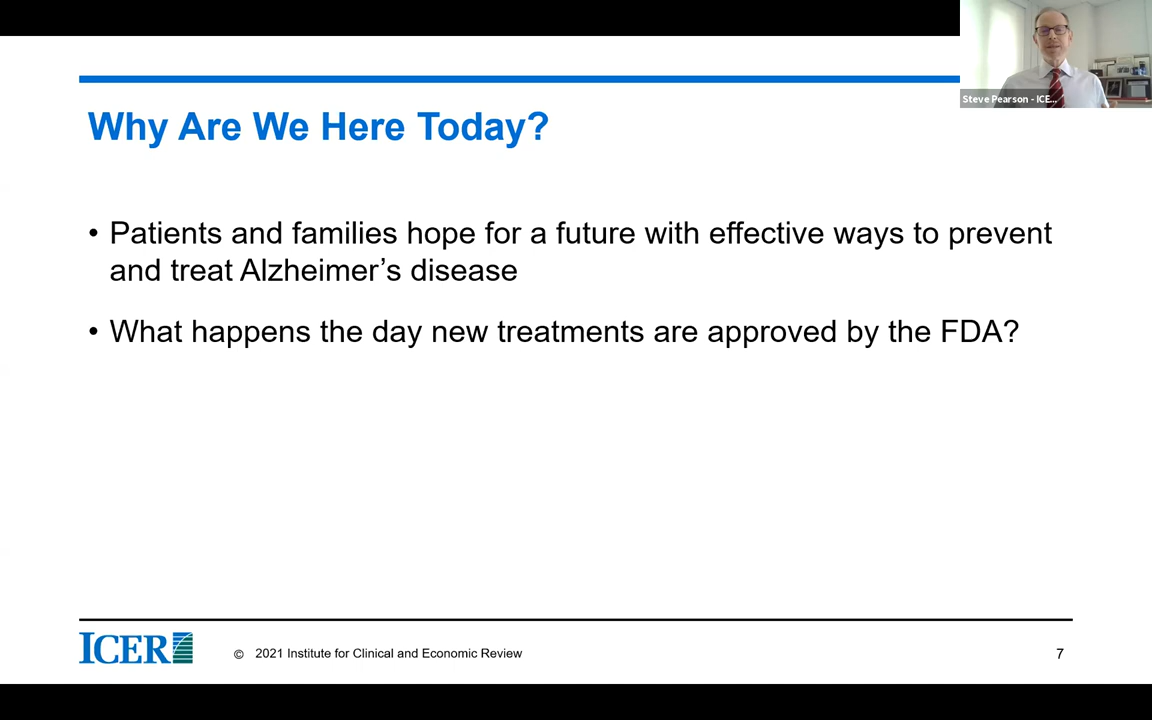 Steve Pearson - ICE...
Why Are We Here Today?
• Patients and families hope for a future with effective ways to prevent
and treat Alzheimer’s disease
• What happens the day new treatments are approved by the FDA?
ICER
© 2021 Institute for Clinical and Economic Review
7